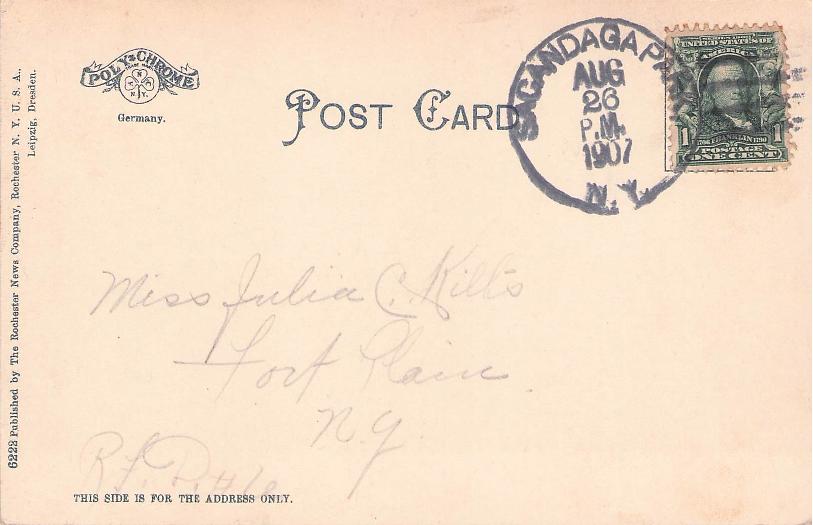 POLY-CHROME
TRADE MARK
N
N. Y.
Germany.
POST CARD
SACANDAGA PARK
AUG
26
P.M.
1907
N.Y.
UNITED STATES OF
AMERICA
1 FRANKLIN 1
POSTAGE
ONE CENT
Miss Julia C. Kilts
Fort Plain
N.Y.
R.F.D. #
THIS SIDE IS FOR THE ADDRESS ONLY.
6222 Published by The Rochester News Company, Rochester N. Y. U. S. A.,
Leipzig, Dresden.